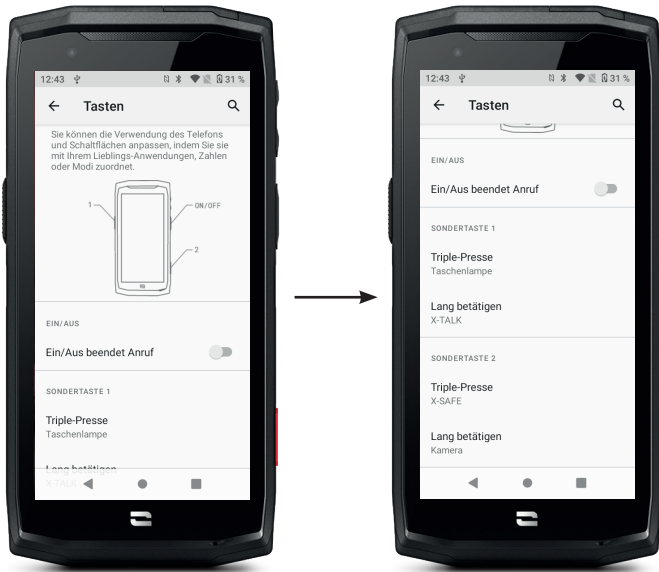 12:43 31 %
Tasten
Sie können die Verwendung des Telefons
und Schaltflächen anpassen, indem Sie sie
mit Ihrem Lieblings-Anwendungen, Zahlen
oder Modi zuordnet.
1
ON/OFF
2
EIN/AUS
Ein/Aus beendet Anruf
SONDERTASTE 1
Triple-Presse
Taschenlampe
Lang betätigen
X-TALK
12:43 31 %
Tasten
EIN/AUS
Ein/Aus beendet Anruf
SONDERTASTE 1
Triple-Presse
Taschenlampe
Lang betätigen
X-TALK
SONDERTASTE 2
Triple-Presse
X-SAFE
Lang betätigen
Kamera